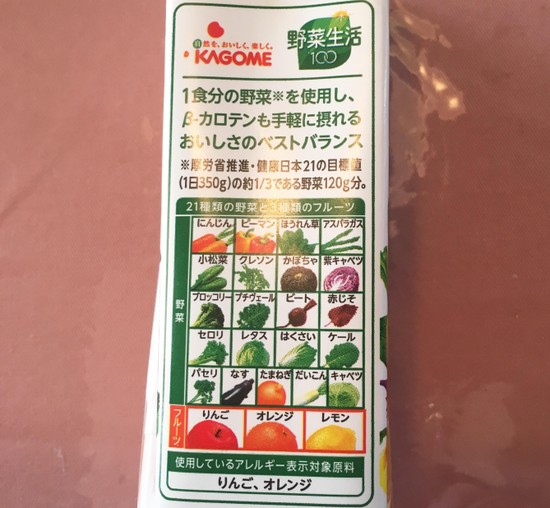 自然を、おいしく、楽しく。
KAGOME
野菜生活
100
1食分の野菜※を使用し、
β-カロテンも手軽に摂れる
おいしさのベストバランス
※厚労省推進・健康日本21の目標値
(1日350g)の約1/3である野菜120g分。
21種類の野菜と3種類のフルーツ
野菜
にんじん ピーマン ほうれん草 アスパラガス
小松菜 クレソン かぼちゃ 紫キャベツ
ブロッコリー プチヴェール ビート 赤じそ
セロリ レタス はくさい ケール
パセリ なす たまねぎ だいこん キャベツ
フルーツ
りんご オレンジ レモン
使用しているアレルギー表示対象原料
りんご、オレンジ